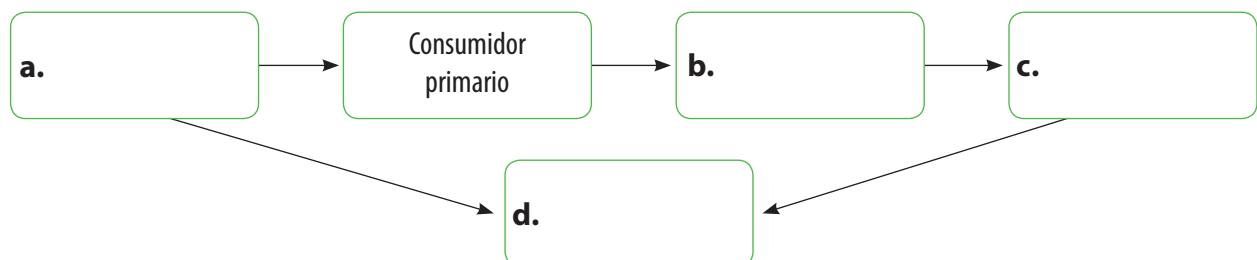 a.
Consumidor
primario
b.
c.
d.